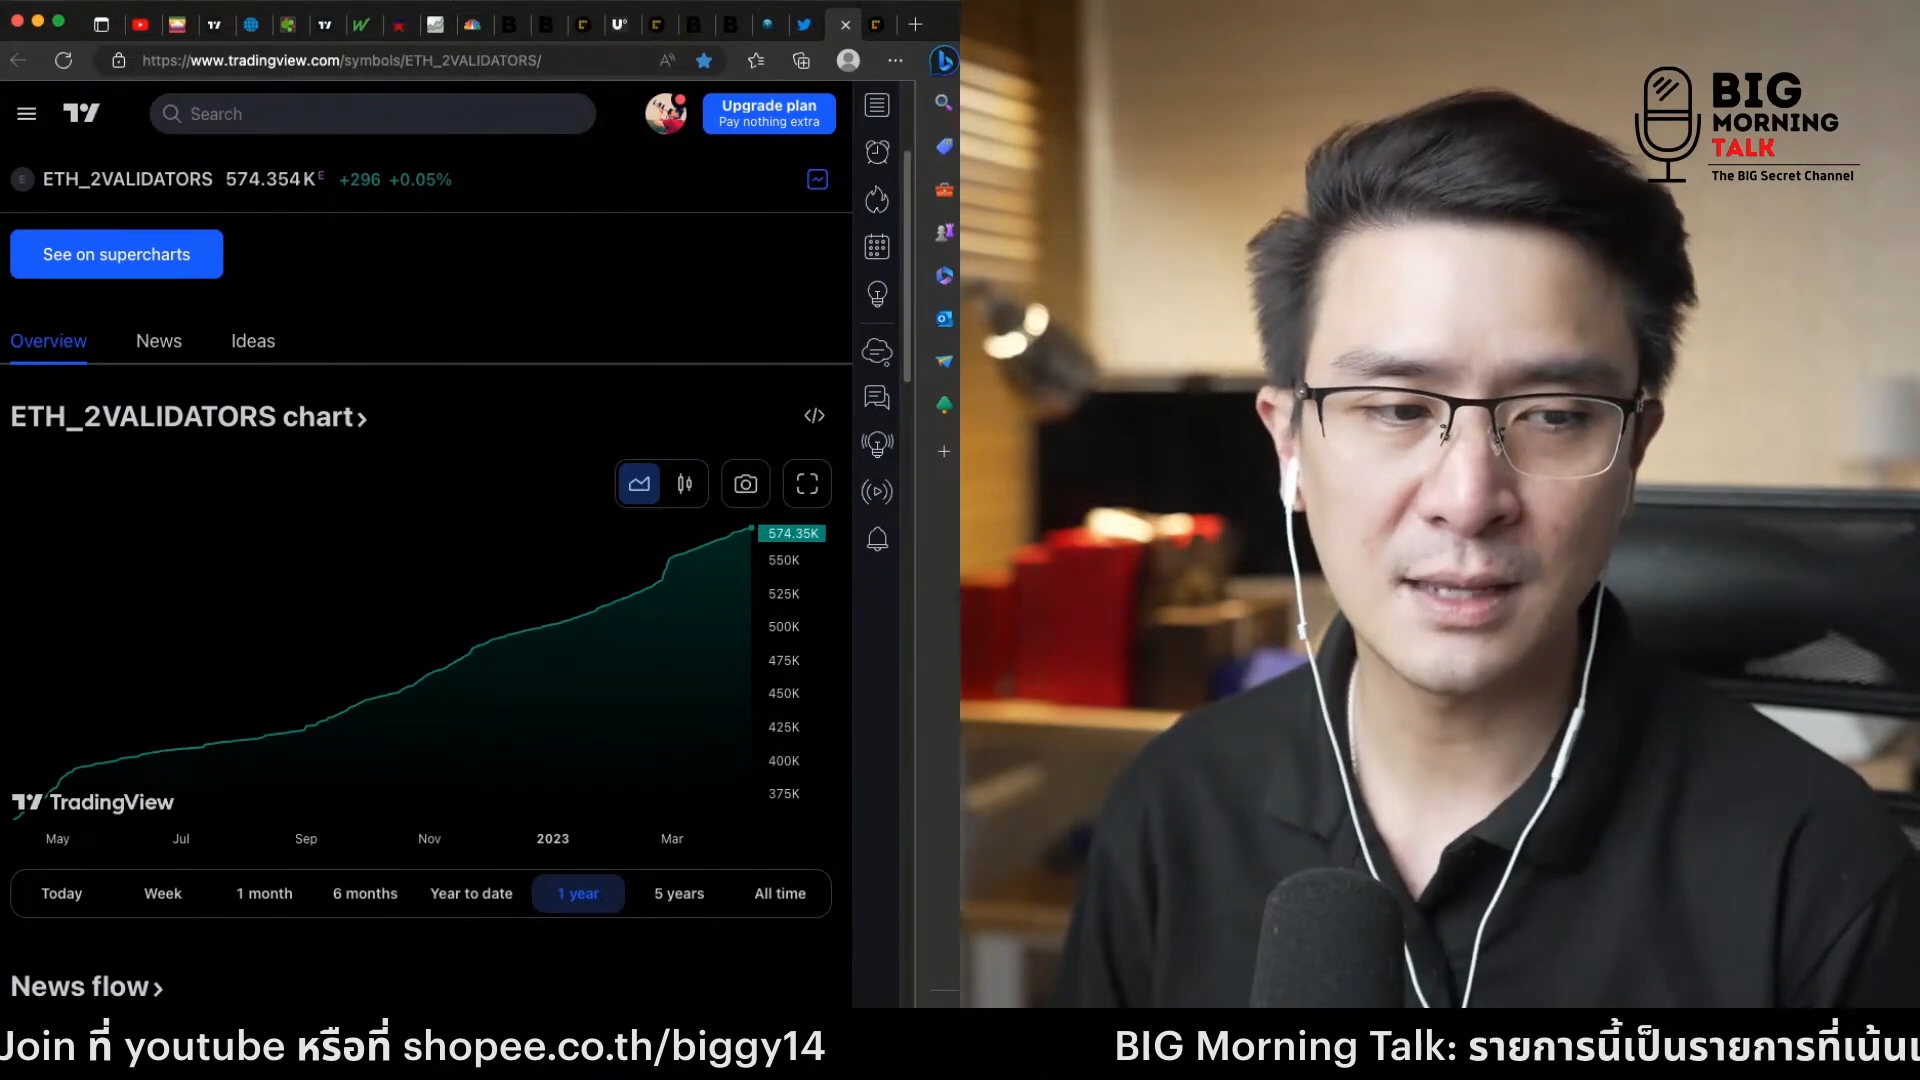 https://www.tradingview.com/symbols/ETH_2VALIDATORS/
Search
Upgrade plan
Pay nothing extra
ETH_2VALIDATORS 574.354K E +296 +0.05%
See on supercharts
Overview News Ideas
ETH_2VALIDATORS chart
574.35K
550K
525K
500K
475K
450K
425K
400K
375K
TradingView
May Jul Sep Nov 2023 Mar
Today Week 1 month 6 months Year to date 1 year 5 years All time
News flow
BIG
MORNING
TALK
The BIG Secret Channel
Join ที่ youtube หรือที่ shopee.co.th/biggy14
BIG Morning Talk: รายการนี้เป็นรายการที่เน้น